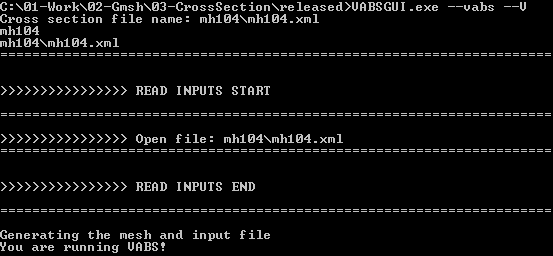 C:\01-Work\02-Gmsh\03-CrossSection\released>VABSGUI.exe --vabs --V
Cross section file name: mh104\mh104.xml
mh104
mh104\mh104.xml
=====================================================================
>>>>>>>>>>>>>>>> READ INPUTS START
=====================================================================
>>>>>>>>>>>>>>>> Open file: mh104\mh104.xml
=====================================================================
>>>>>>>>>>>>>>>> READ INPUTS END
=====================================================================
Generating the mesh and input file
You are running VABS!